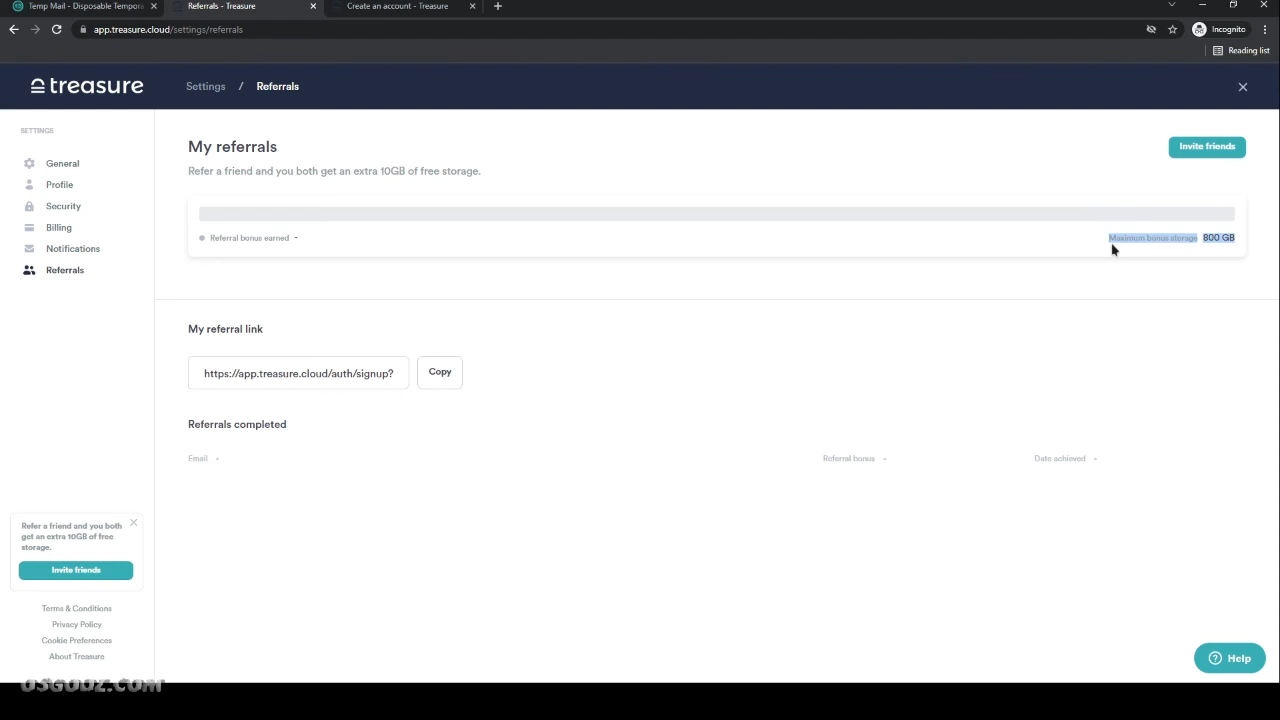 Temp Mail - Disposable Tempora
Referrals - Treasure
Create an account - Treasure
app.treasure.cloud/settings/referrals
Incognito
Reading list
treasure
Settings / Referrals
SETTINGS
General
Profile
Security
Billing
Notifications
Referrals
My referrals
Invite friends
Refer a friend and you both get an extra 10GB of free storage.
Referral bonus earned -
Maximum bonus storage 800 GB
My referral link
https://app.treasure.cloud/auth/signup?
Copy
Referrals completed
Email
Referral bonus
Date achieved
Refer a friend and you both
get an extra 10GB of free
storage.
Invite friends
Terms & Conditions
Privacy Policy
Cookie Preferences
About Treasure
Help
OSGODZ.COM